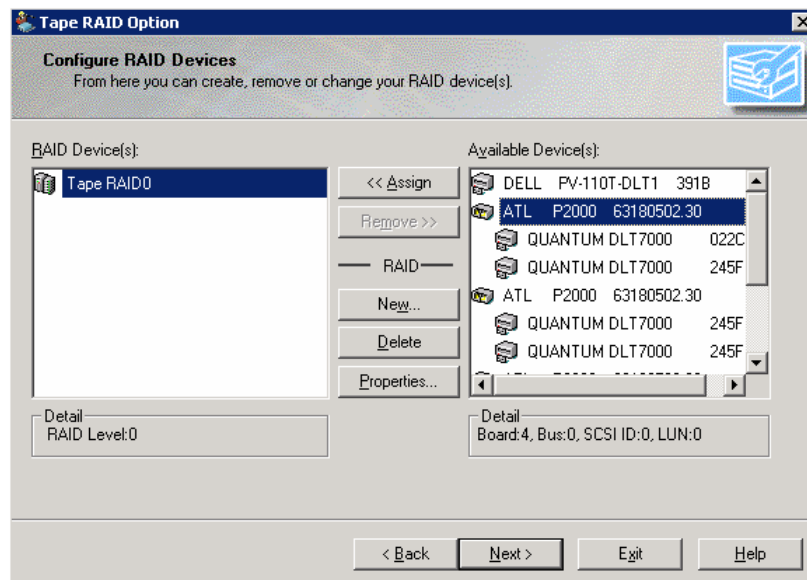 Tape RAID Option
Configure RAID Devices
From here you can create, remove or change your RAID device(s).
RAID Device(s):
Tape RAID0
<< Assign
Remove >>
RAID
New...
Delete
Properties...
Available Device(s):
DELL PV-110T-DLT1 391B
ATL P2000 63180502.30
QUANTUM DLT7000 022C
QUANTUM DLT7000 245F
ATL P2000 63180502.30
QUANTUM DLT7000 245F
QUANTUM DLT7000 245F
Detail
RAID Level:0
Detail
Board:4, Bus:0, SCSI ID:0, LUN:0
< Back
Next >
Exit
Help